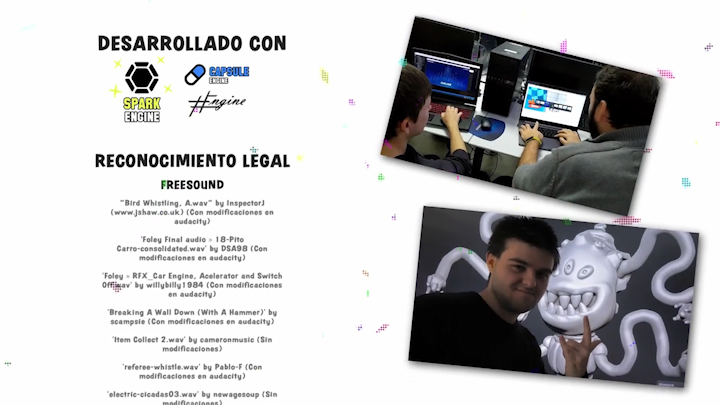 DESARROLLADO CON
SPARK
ENGINE
CAPSULE
ENGINE
#Engine
RECONOCIMIENTO LEGAL
FREESOUND
"Bird Whistling, A.wav" by InspectorJ
(www.jshaw.co.uk) (Con modificaciones en
audacity)
'Foley Final audio » 18-Pito
Carro-consolidated.wav' by DSA98 (Con
modificaciones en audacity)
'Foley » RFX_Car Engine, Acelerator and Switch
Off.wav' by willybilly1984 (Con modificaciones
en audacity)
'Breaking A Wall Down (With A Hammer)' by
scampsie (Con modificaciones en audacity)
'Item Collect 2.wav' by cameronmusic (Sin
modificaciones)
'referee-whistle.wav' by Pablo-F (Con
modificaciones en audacity)
'electric-cicadas03.wav' by newagesoup (Sin
modificaciones)